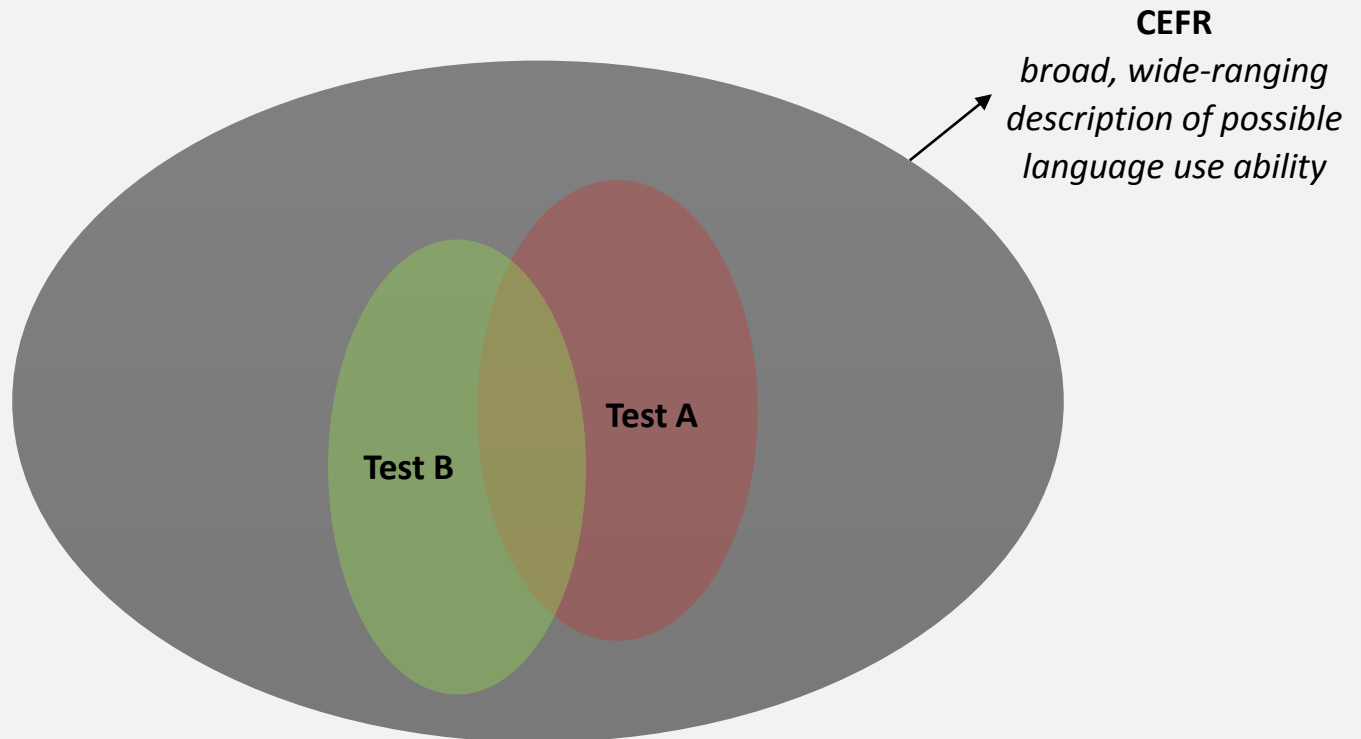 CEFR
broad, wide-ranging
description of possible
language use ability
Test A
Test B